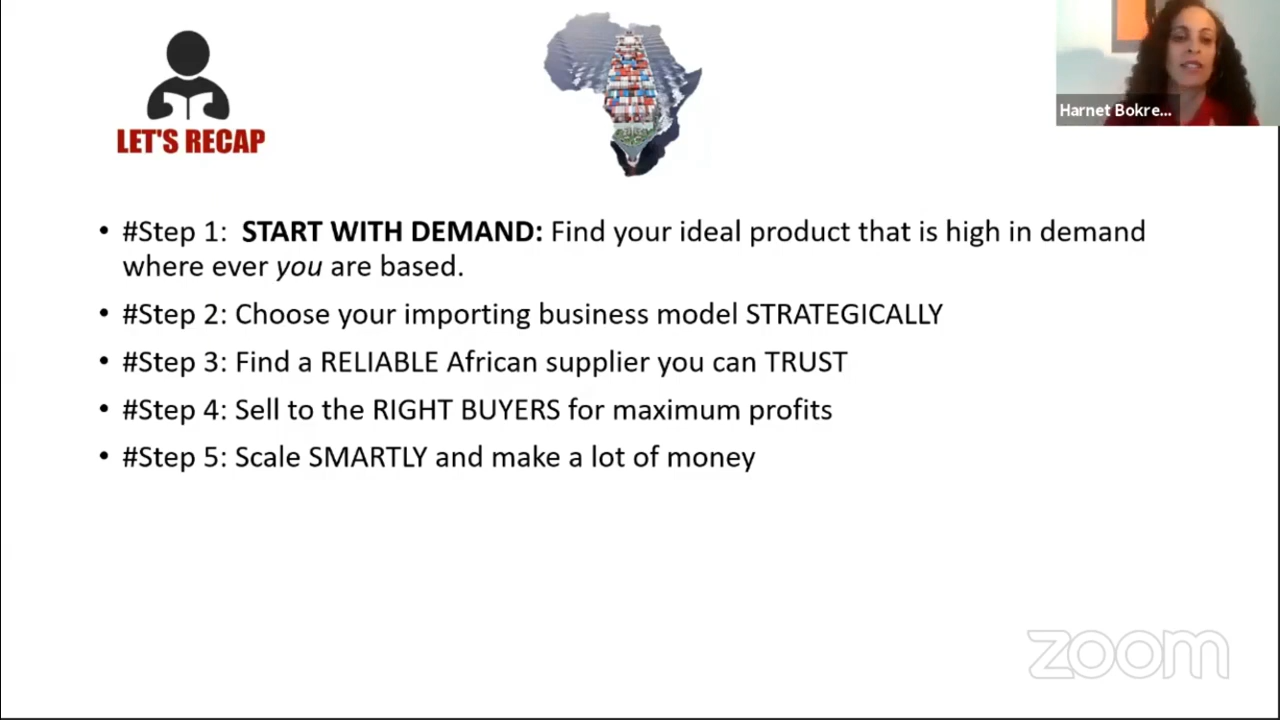 LET'S RECAP
Harnet Bokre...
• #Step 1: START WITH DEMAND: Find your ideal product that is high in demand
where ever you are based.
• #Step 2: Choose your importing business model STRATEGICALLY
• #Step 3: Find a RELIABLE African supplier you can TRUST
• #Step 4: Sell to the RIGHT BUYERS for maximum profits
• #Step 5: Scale SMARTLY and make a lot of money
zoom